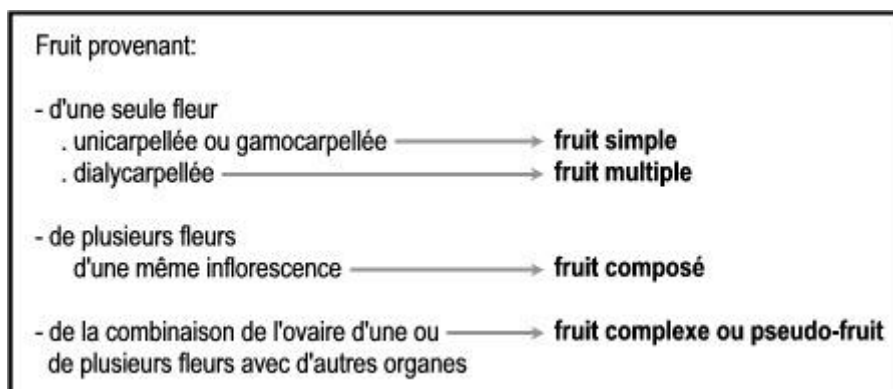 Fruit provenant:
- d'une seule fleur
. unicarpellée ou gamocarpellée fruit simple
. dialycarpellée fruit multiple
- de plusieurs fleurs
d'une même inflorescence fruit composé
- de la combinaison de l'ovaire d'une ou fruit complexe ou pseudo-fruit
de plusieurs fleurs avec d'autres organes